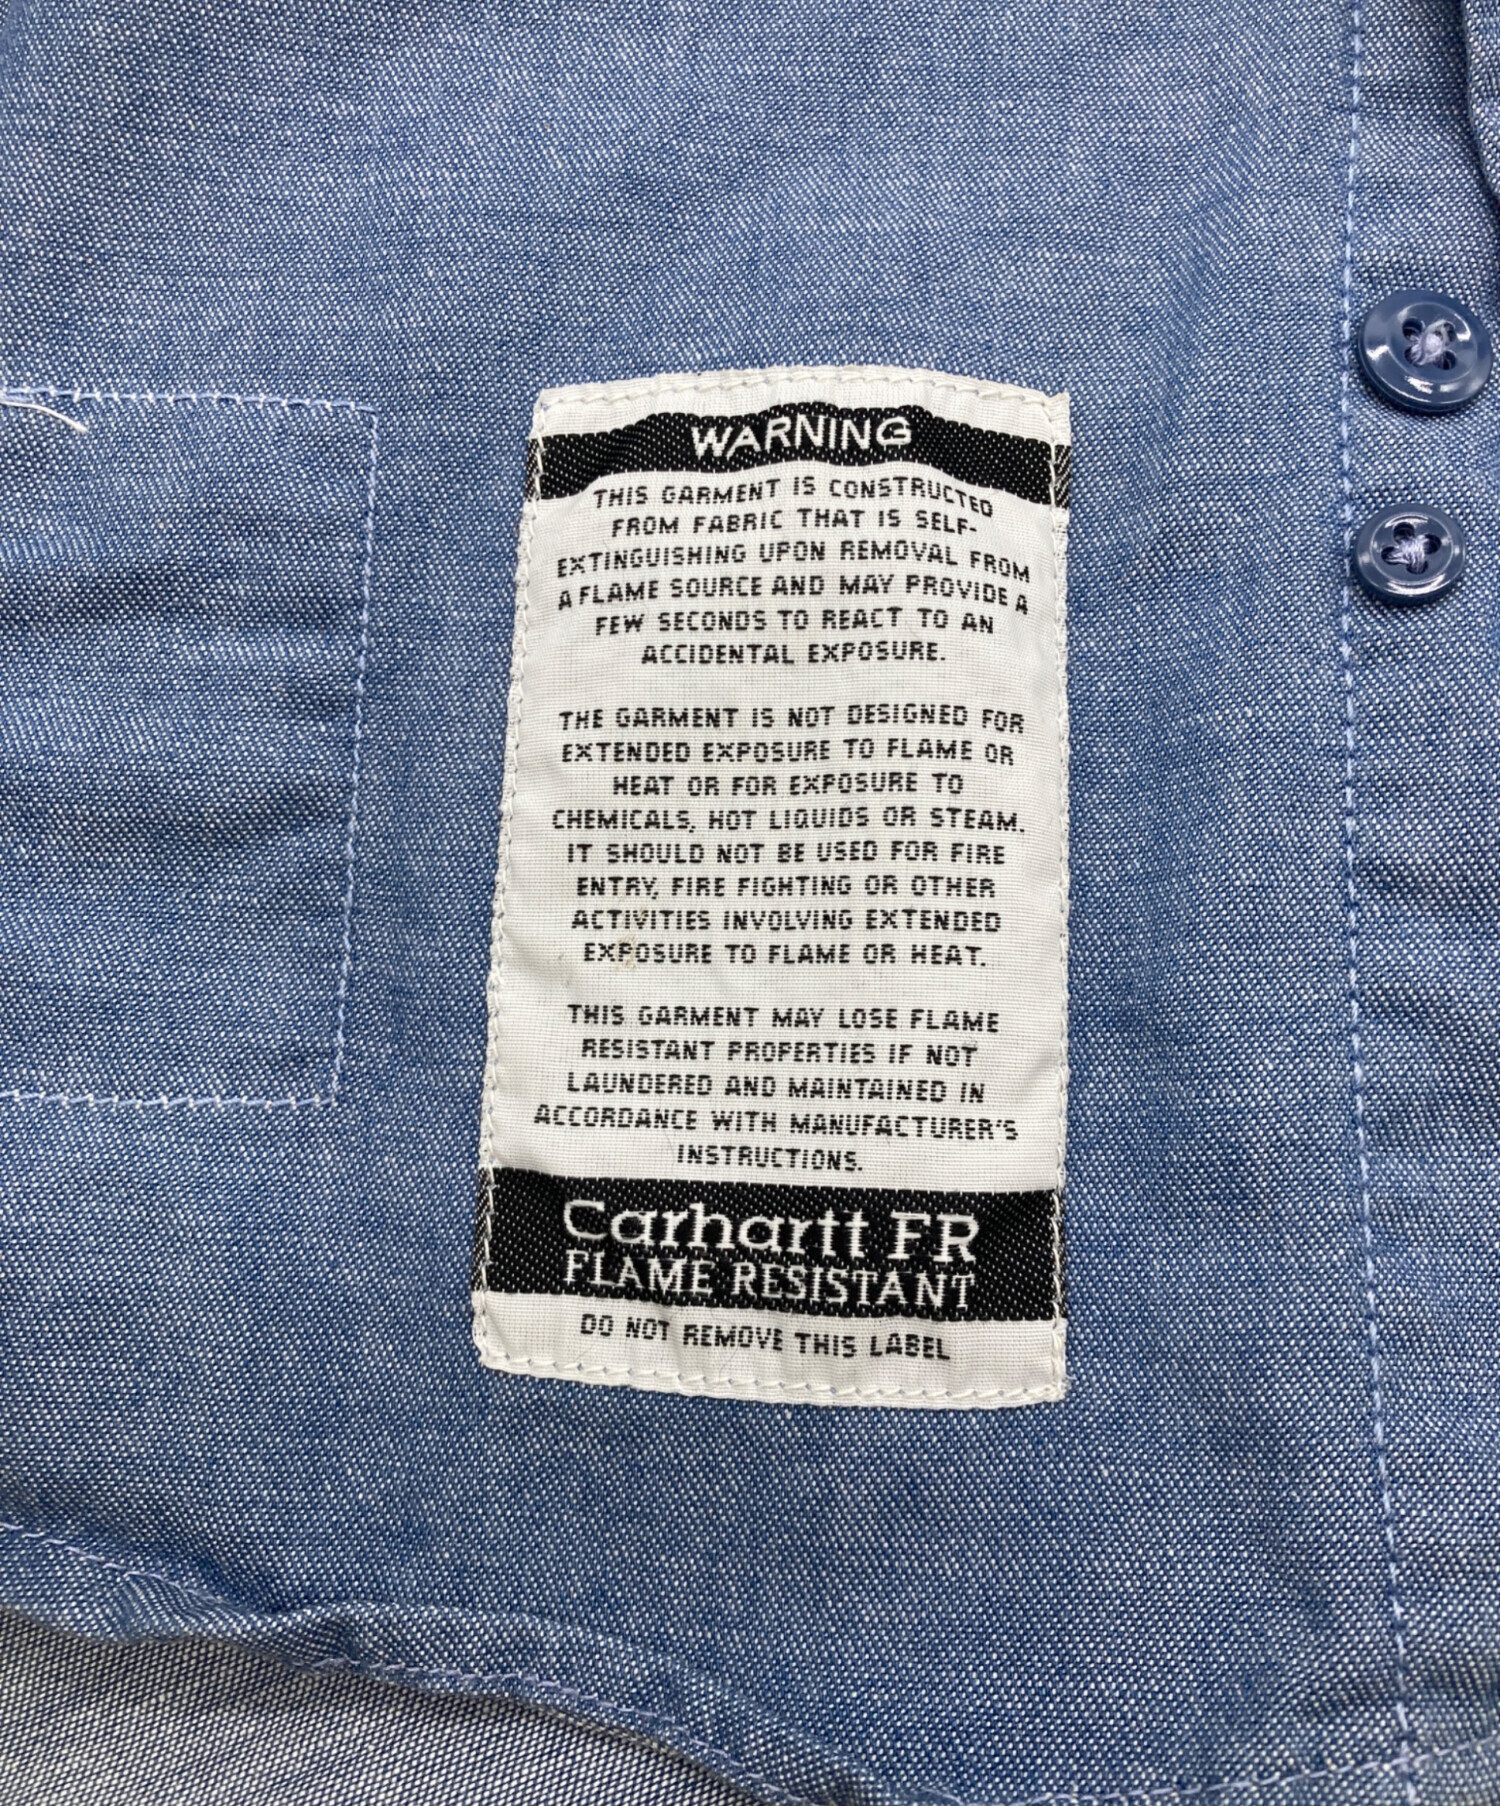 WARNING
THIS GARMENT IS CONSTRUCTED
FROM FABRIC THAT IS SELF-
EXTINGUISHING UPON REMOVAL FROM
A FLAME SOURCE AND MAY PROVIDE A
FEW SECONDS TO REACT TO AN
ACCIDENTAL EXPOSURE.
THE GARMENT IS NOT DESIGNED FOR
EXTENDED EXPOSURE TO FLAME OR
HEAT OR FOR EXPOSURE TO
CHEMICALS, HOT LIQUIDS OR STEAM.
IT SHOULD NOT BE USED FOR FIRE
ENTRY, FIRE FIGHTING OR OTHER
ACTIVITIES INVOLVING EXTENDED
EXPOSURE TO FLAME OR HEAT.
THIS GARMENT MAY LOSE FLAME
RESISTANT PROPERTIES IF NOT
LAUNDERED AND MAINTAINED IN
ACCORDANCE WITH MANUFACTURER'S
INSTRUCTIONS.
Carhartt FR
FLAME RESISTANT
DO NOT REMOVE THIS LABEL